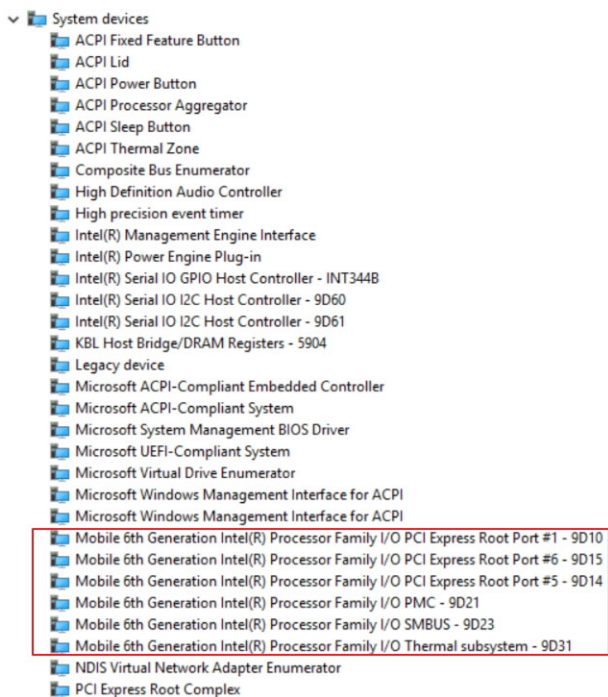 System devices
ACPI Fixed Feature Button
ACPI Lid
ACPI Power Button
ACPI Processor Aggregator
ACPI Sleep Button
ACPI Thermal Zone
Composite Bus Enumerator
High Definition Audio Controller
High precision event timer
Intel(R) Management Engine Interface
Intel(R) Power Engine Plug-in
Intel(R) Serial IO GPIO Host Controller - INT344B
Intel(R) Serial IO I2C Host Controller - 9D60
Intel(R) Serial IO I2C Host Controller - 9D61
KBL Host Bridge/DRAM Registers - 5904
Legacy device
Microsoft ACPI-Compliant Embedded Controller
Microsoft ACPI-Compliant System
Microsoft System Management BIOS Driver
Microsoft UEFI-Compliant System
Microsoft Virtual Drive Enumerator
Microsoft Windows Management Interface for ACPI
Microsoft Windows Management Interface for ACPI
Mobile 6th Generation Intel(R) Processor Family I/O PCI Express Root Port #1 - 9D10
Mobile 6th Generation Intel(R) Processor Family I/O PCI Express Root Port #6 - 9D15
Mobile 6th Generation Intel(R) Processor Family I/O PCI Express Root Port #5 - 9D14
Mobile 6th Generation Intel(R) Processor Family I/O PMC - 9D21
Mobile 6th Generation Intel(R) Processor Family I/O SMBUS - 9D23
Mobile 6th Generation Intel(R) Processor Family I/O Thermal subsystem - 9D31
NDIS Virtual Network Adapter Enumerator
PCI Express Root Complex